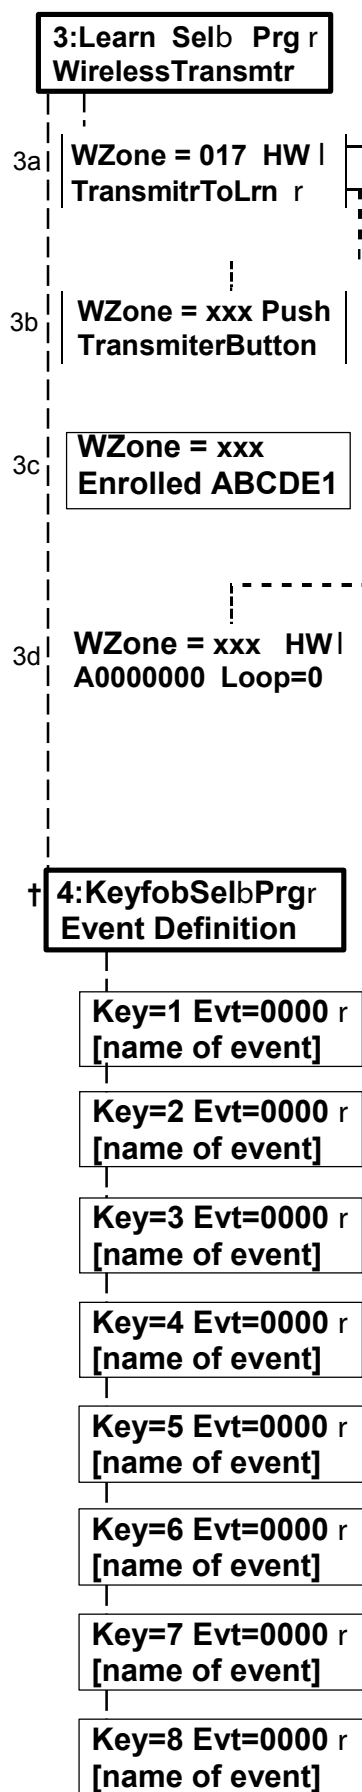 3:Learn Selb Prg r
WirelessTransmtr
3a
WZone = 017 HW l
TransmitrToLrn r
3b
WZone = xxx Push
TransmiterButton
3c
WZone = xxx
Enrolled ABCDE1
3d
WZone = xxx HW l
A0000000 Loop=0
†
4:KeyfobSelbPrgr
Event Definition
Key=1 Evt=0000 r
[name of event]
Key=2 Evt=0000 r
[name of event]
Key=3 Evt=0000 r
[name of event]
Key=4 Evt=0000 r
[name of event]
Key=5 Evt=0000 r
[name of event]
Key=6 Evt=0000 r
[name of event]
Key=7 Evt=0000 r
[name of event]
Key=8 Evt=0000 r
[name of event]